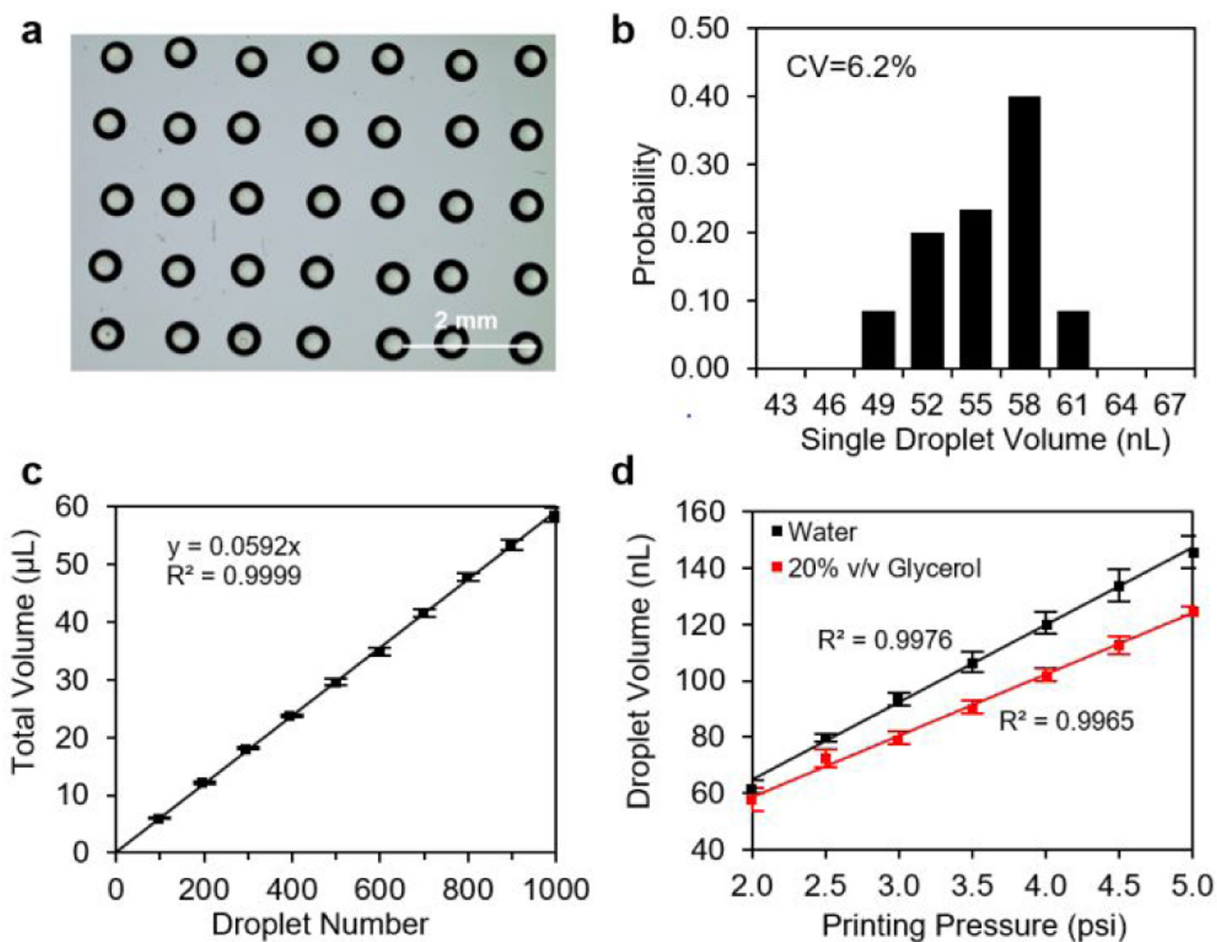 a
2 mm
b
CV=6.2%
0.50
0.40
0.30
0.20
0.10
0.00
Probability
43 46 49 52 55 58 61 64 67
Single Droplet Volume (nL)
c
60
50
40
30
20
10
0
Total Volume (µL)
y = 0.0592x
R² = 0.9999
0 200 400 600 800 1000
Droplet Number
d
160
140
120
100
80
60
40
Droplet Volume (nL)
Water
20% v/v Glycerol
R² = 0.9976
R² = 0.9965
2.0 2.5 3.0 3.5 4.0 4.5 5.0
Printing Pressure (psi)